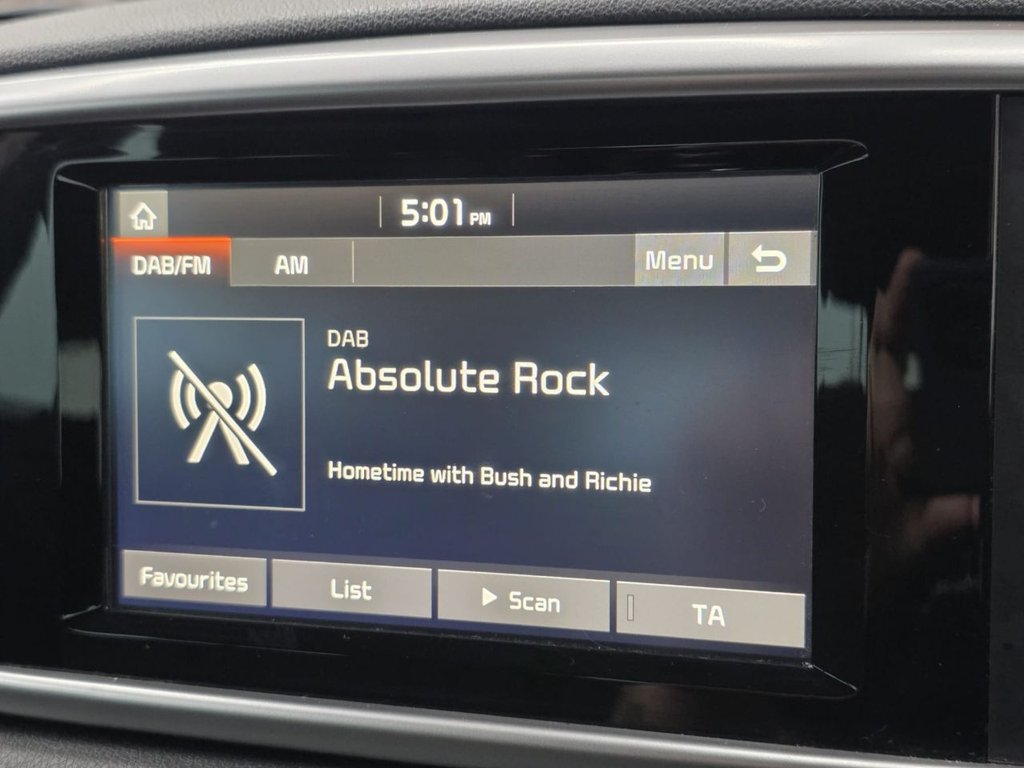 5:01 PM
DAB/FM AM Menu
DAB
Absolute Rock
Hometime with Bush and Richie
Favourites List Scan TA